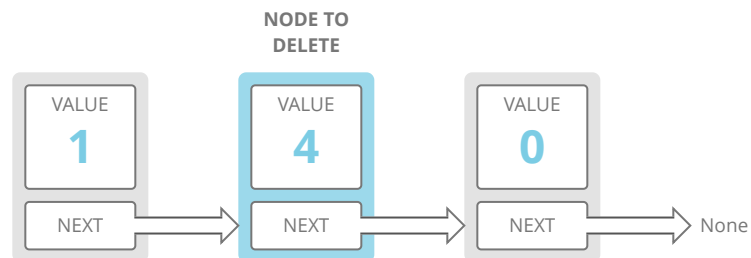 NODE TO
DELETE
VALUE
1
NEXT
VALUE
4
NEXT
VALUE
0
NEXT
None